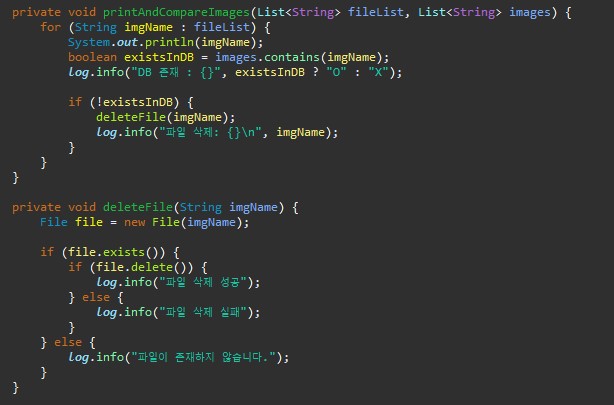 private void printAndCompareImages(List<String> fileList, List<String> images) {
    for (String imgName : fileList) {
        System.out.println(imgName);
        boolean existsInDB = images.contains(imgName);
        log.info("DB 존재 : {}", existsInDB ? "O" : "X");

        if (!existsInDB) {
            deleteFile(imgName);
            log.info("파일 삭제: {}\n", imgName);
        }
    }
}

private void deleteFile(String imgName) {
    File file = new File(imgName);

    if (file.exists()) {
        if (file.delete()) {
            log.info("파일 삭제 성공");
        } else {
            log.info("파일 삭제 실패");
        }
    } else {
        log.info("파일이 존재하지 않습니다.");
    }
}